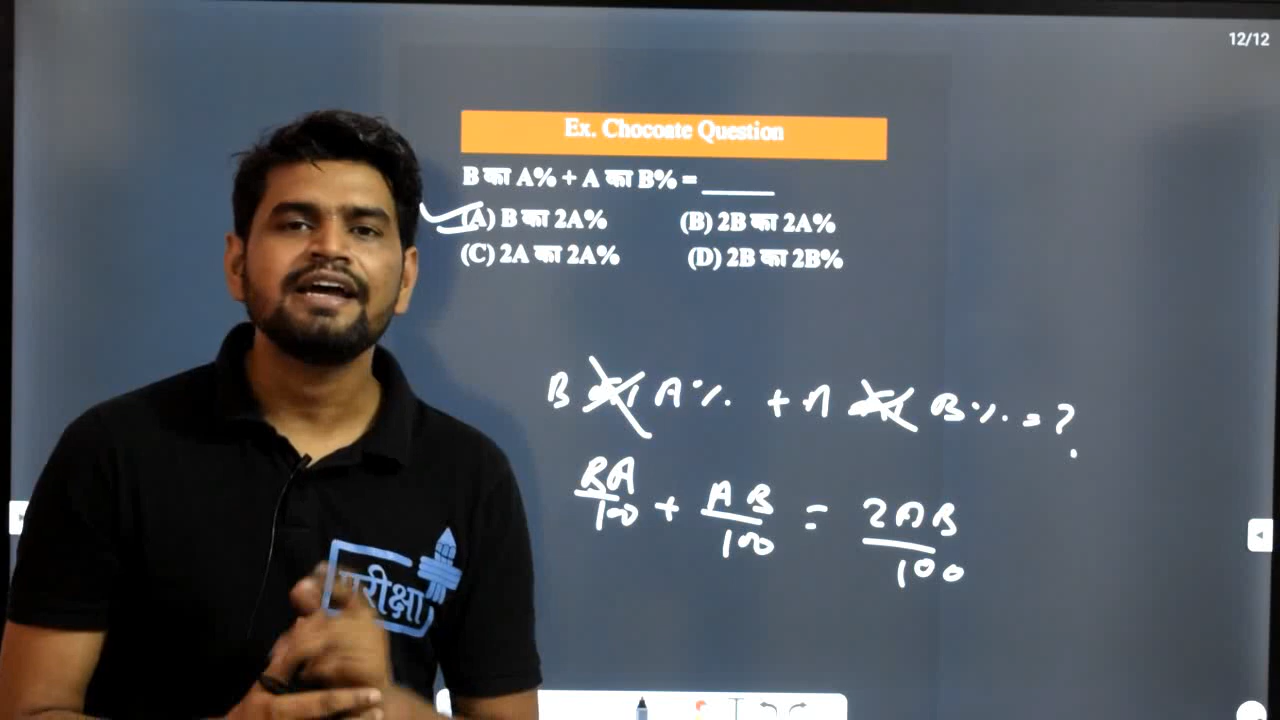 12/12
Ex. Chocoate Question
B का A% + A का B% = ______
(A) B का 2A% (B) 2B का 2A%
(C) 2A का 2A% (D) 2B का 2B%
B का A% + A का B% = ?
BA/100 + AB/100 = 2AB/100
परीक्षा